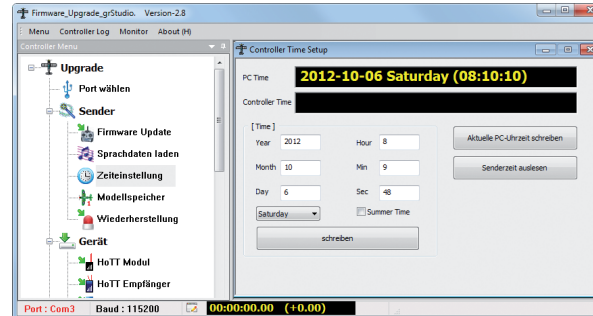 Firmware_Upgrade_grStudio. Version-2.8
Menu Controller Log Monitor About (H)
Controller Menu
Upgrade
Port wählen
Sender
Firmware Update
Sprachdaten laden
Zeiteinstellung
Modellspeicher
Wiederherstellung
Gerät
HoTT Modul
HoTT Empfänger
Controller Time Setup
PC Time 2012-10-06 Saturday (08:10:10)
Controller Time
[ Time ]
Year 2012 Hour 8
Month 10 Min 9
Day 6 Sec 48
Saturday Summer Time
schreiben
Aktuelle PC-Uhrzeit schreiben
Senderzeit auslesen
Port : Com3 Baud : 115200 00:00:00.00 (+0.00)